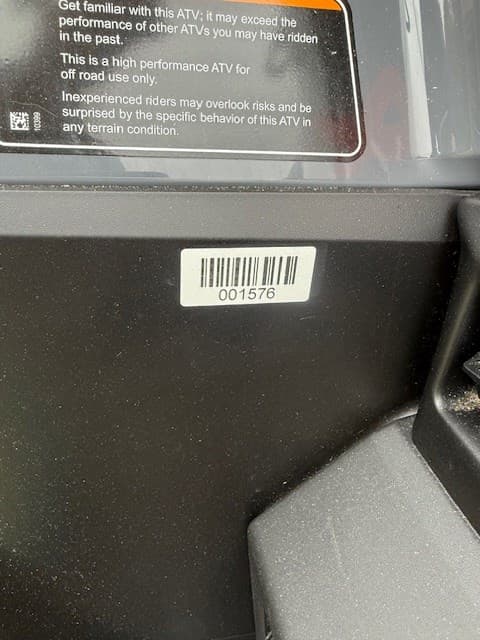 Get familiar with this ATV; it may exceed the
performance of other ATVs you may have ridden
in the past.
This is a high performance ATV for
off road use only.
Inexperienced riders may overlook risks and be
surprised by the specific behavior of this ATV in
any terrain condition.
10399
001576